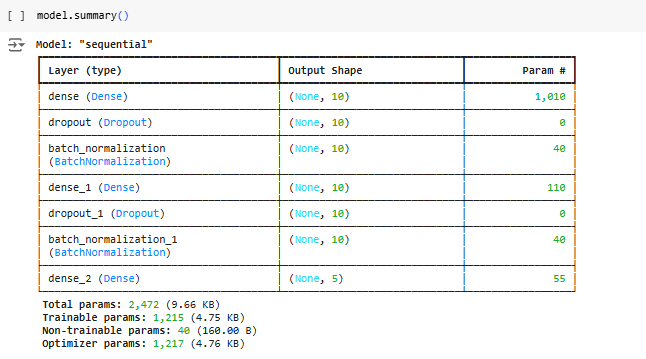 [ ] model.summary()
Model: "sequential"
Layer (type) Output Shape Param #
dense (Dense) (None, 10) 1,010
dropout (Dropout) (None, 10) 0
batch_normalization (None, 10) 40
(BatchNormalization)
dense_1 (Dense) (None, 10) 110
dropout_1 (Dropout) (None, 10) 0
batch_normalization_1 (None, 10) 40
(BatchNormalization)
dense_2 (Dense) (None, 5) 55
Total params: 2,472 (9.66 KB)
Trainable params: 1,215 (4.75 KB)
Non-trainable params: 40 (160.00 B)
Optimizer params: 1,217 (4.76 KB)